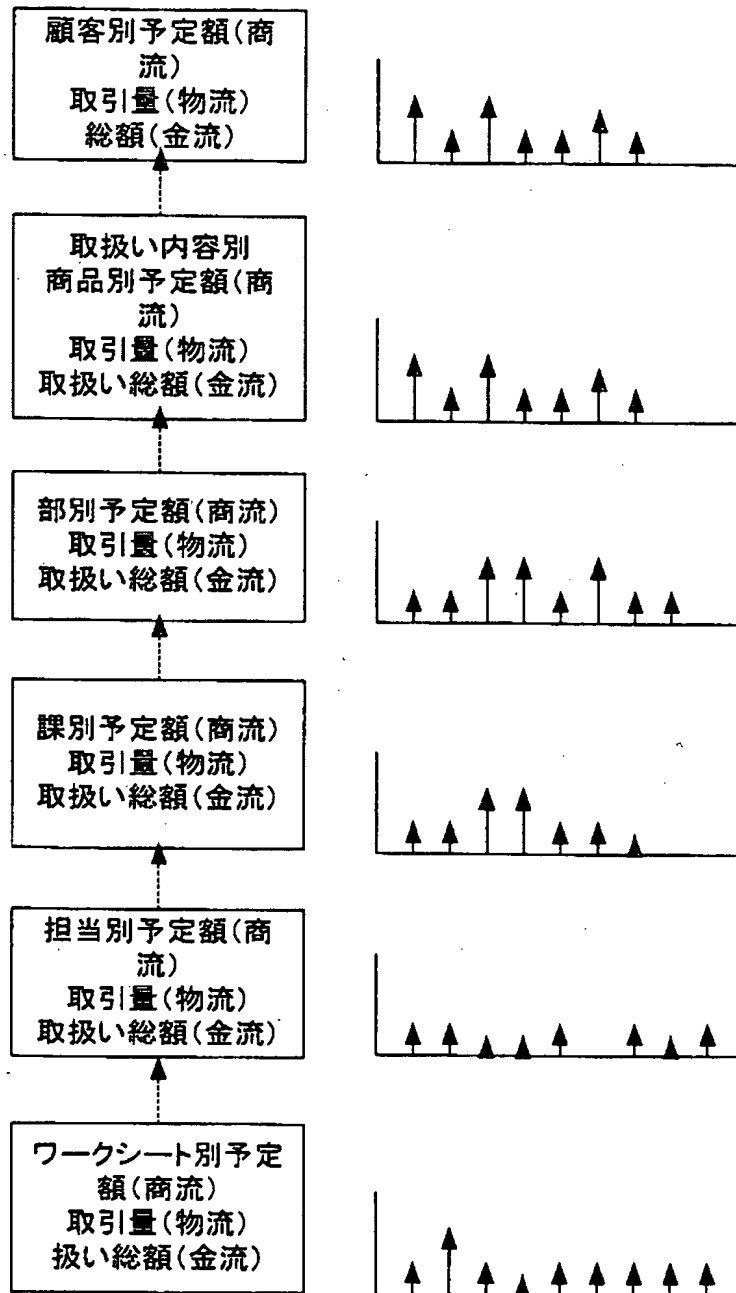 顧客別予定額(商
流)
取引量(物流)
総額(金流)
取扱い内容別
商品別予定額(商
流)
取引量(物流)
取扱い総額(金流)
部別予定額(商流)
取引量(物流)
取扱い総額(金流)
課別予定額(商流)
取引量(物流)
取扱い総額(金流)
担当別予定額(商
流)
取引量(物流)
取扱い総額(金流)
ワークシート別予定
額(商流)
取引量(物流)
扱い総額(金流)